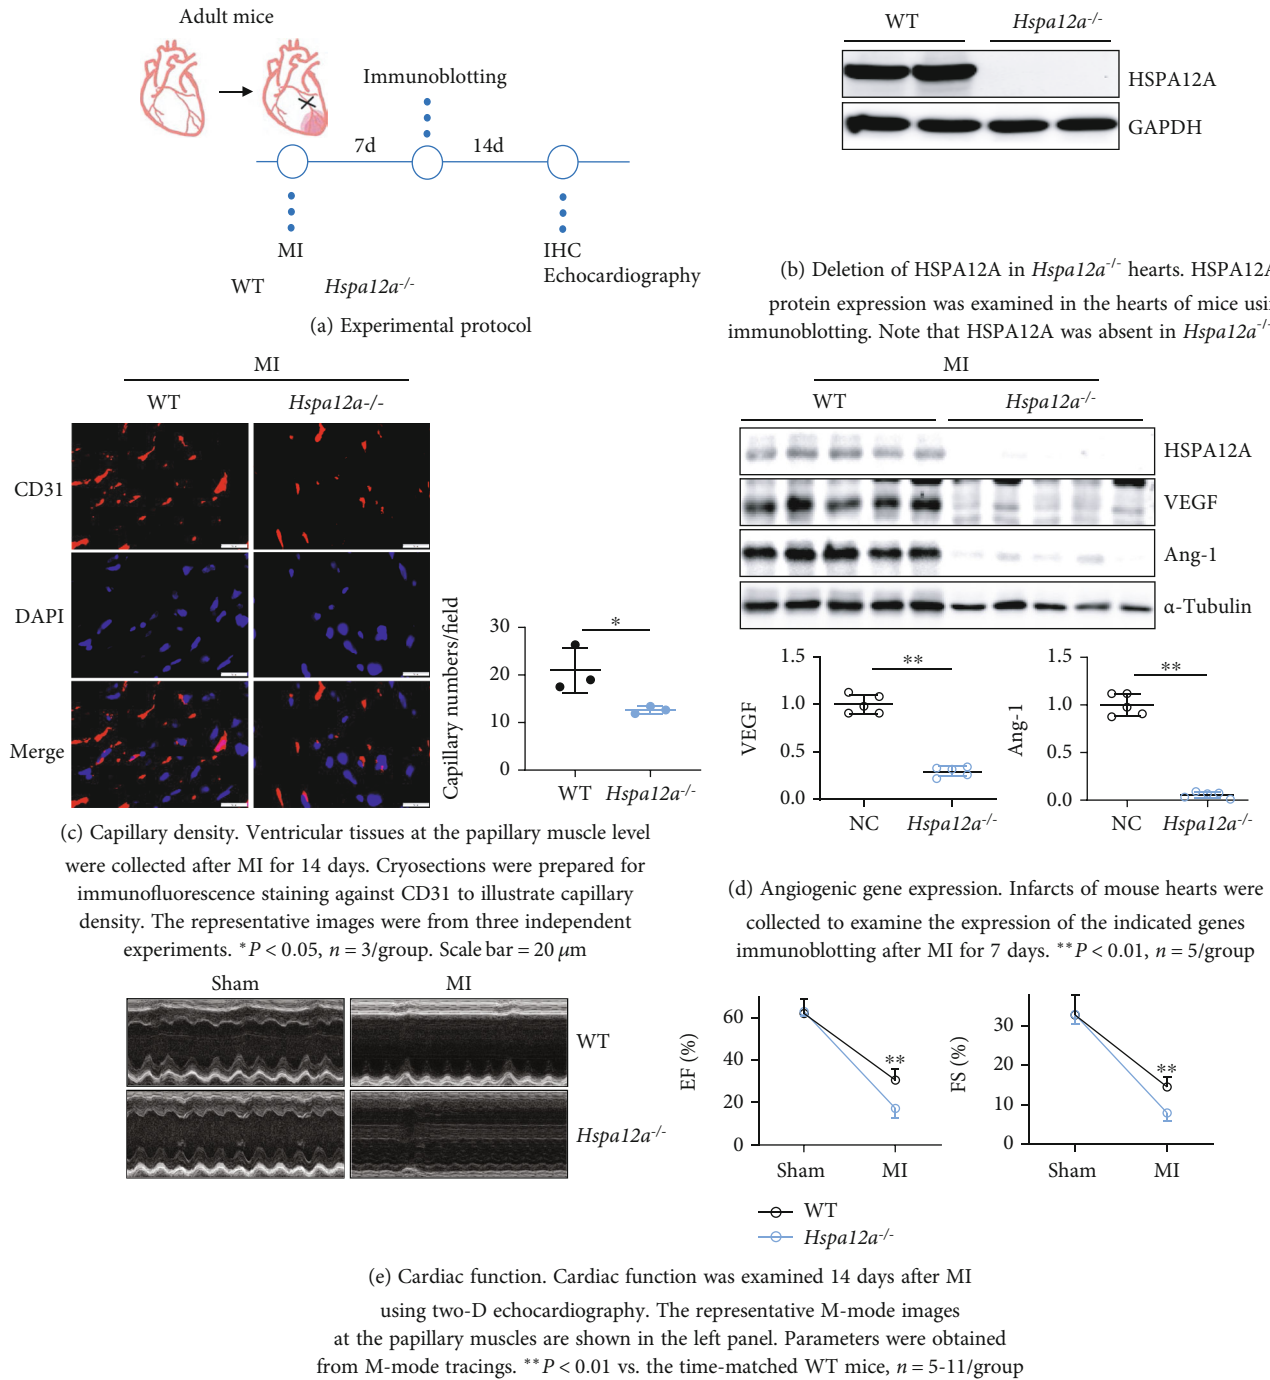 Adult mice
Immunoblotting
7d
14d
MI
IHC
Echocardiography
WT
Hspa12a-/-
(a) Experimental protocol
WT
Hspa12a-/-
HSPA12A
GAPDH
(b) Deletion of HSPA12A in Hspa12a-/- hearts. HSPA12A
protein expression was examined in the hearts of mice usi
immunoblotting. Note that HSPA12A was absent in Hspa12a-/-
MI
WT
Hspa12a-/-
CD31
DAPI
Merge
Capillary numbers/field
30
20
10
0
*
WT
Hspa12a-/-
(c) Capillary density. Ventricular tissues at the papillary muscle level
were collected after MI for 14 days. Cryosections were prepared for
immunofluorescence staining against CD31 to illustrate capillary
density. The representative images were from three independent
experiments. *P < 0.05, n = 3/group. Scale bar = 20 μm
MI
WT
Hspa12a-/-
HSPA12A
VEGF
Ang-1
α-Tubulin
VEGF
1.5
1.0
0.5
0.0
**
NC
Hspa12a-/-
Ang-1
1.5
1.0
0.5
0.0
**
NC
Hspa12a-/-
(d) Angiogenic gene expression. Infarcts of mouse hearts were
collected to examine the expression of the indicated genes
immunoblotting after MI for 7 days. **P < 0.01, n = 5/group
Sham
MI
WT
Hspa12a-/-
EF (%)
60
40
20
0
**
Sham
MI
FS (%)
30
20
10
0
**
Sham
MI
WT
Hspa12a-/-
(e) Cardiac function. Cardiac function was examined 14 days after MI
using two-D echocardiography. The representative M-mode images
at the papillary muscles are shown in the left panel. Parameters were obtained
from M-mode tracings. **P < 0.01 vs. the time-matched WT mice, n = 5-11/group